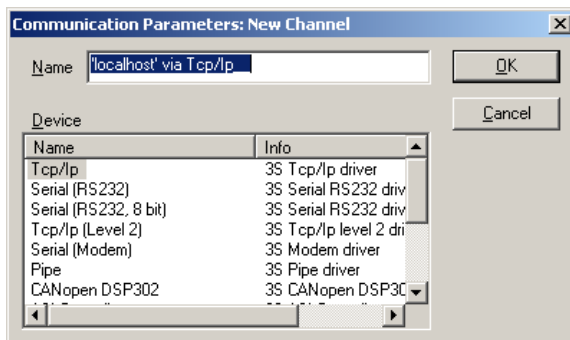 Communication Parameters: New Channel
Name 'localhost' via Tcp/Ip__ OK
Cancel
Device
Name Info
Tcp/Ip 3S Tcp/Ip driver
Serial (RS232) 3S Serial RS232 driv
Serial (RS232, 8 bit) 3S Serial RS232 driv
Tcp/Ip (Level 2) 3S Tcp/Ip level 2 dri
Serial (Modem) 3S Modem driver
Pipe 3S Pipe driver
CANopen DSP302 3S CANopen DSP3